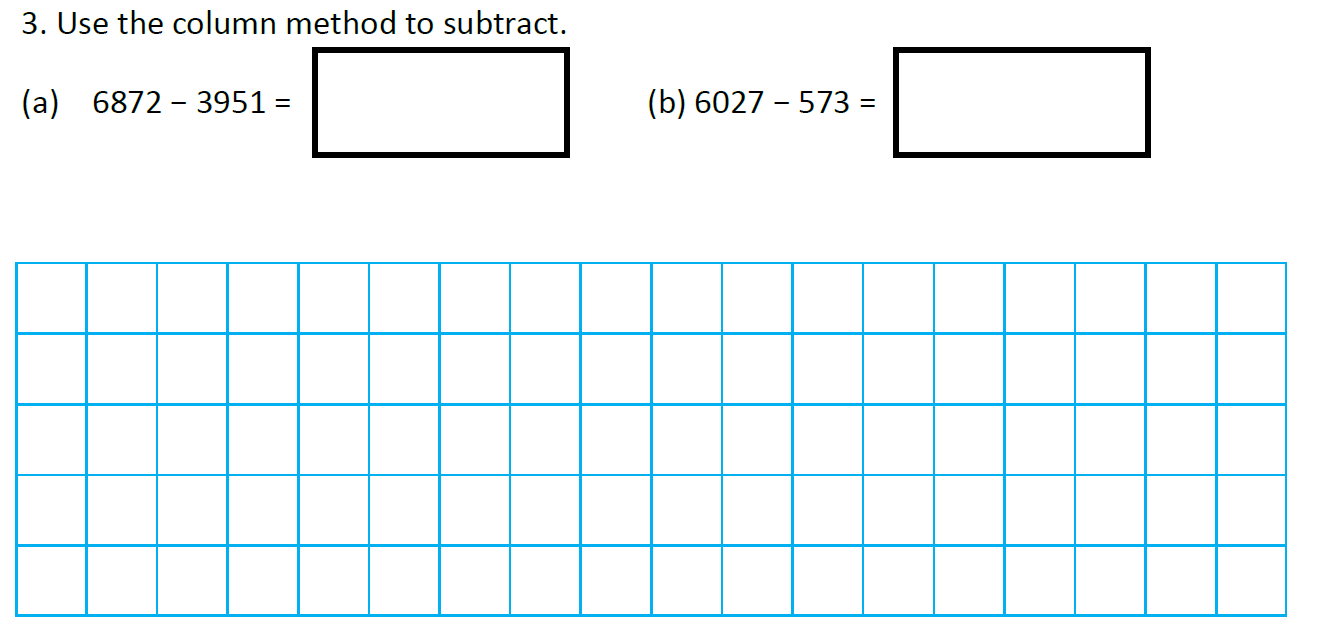 3. Use the column method to subtract.
(a) 6872 – 3951 =
(b) 6027 – 573 =